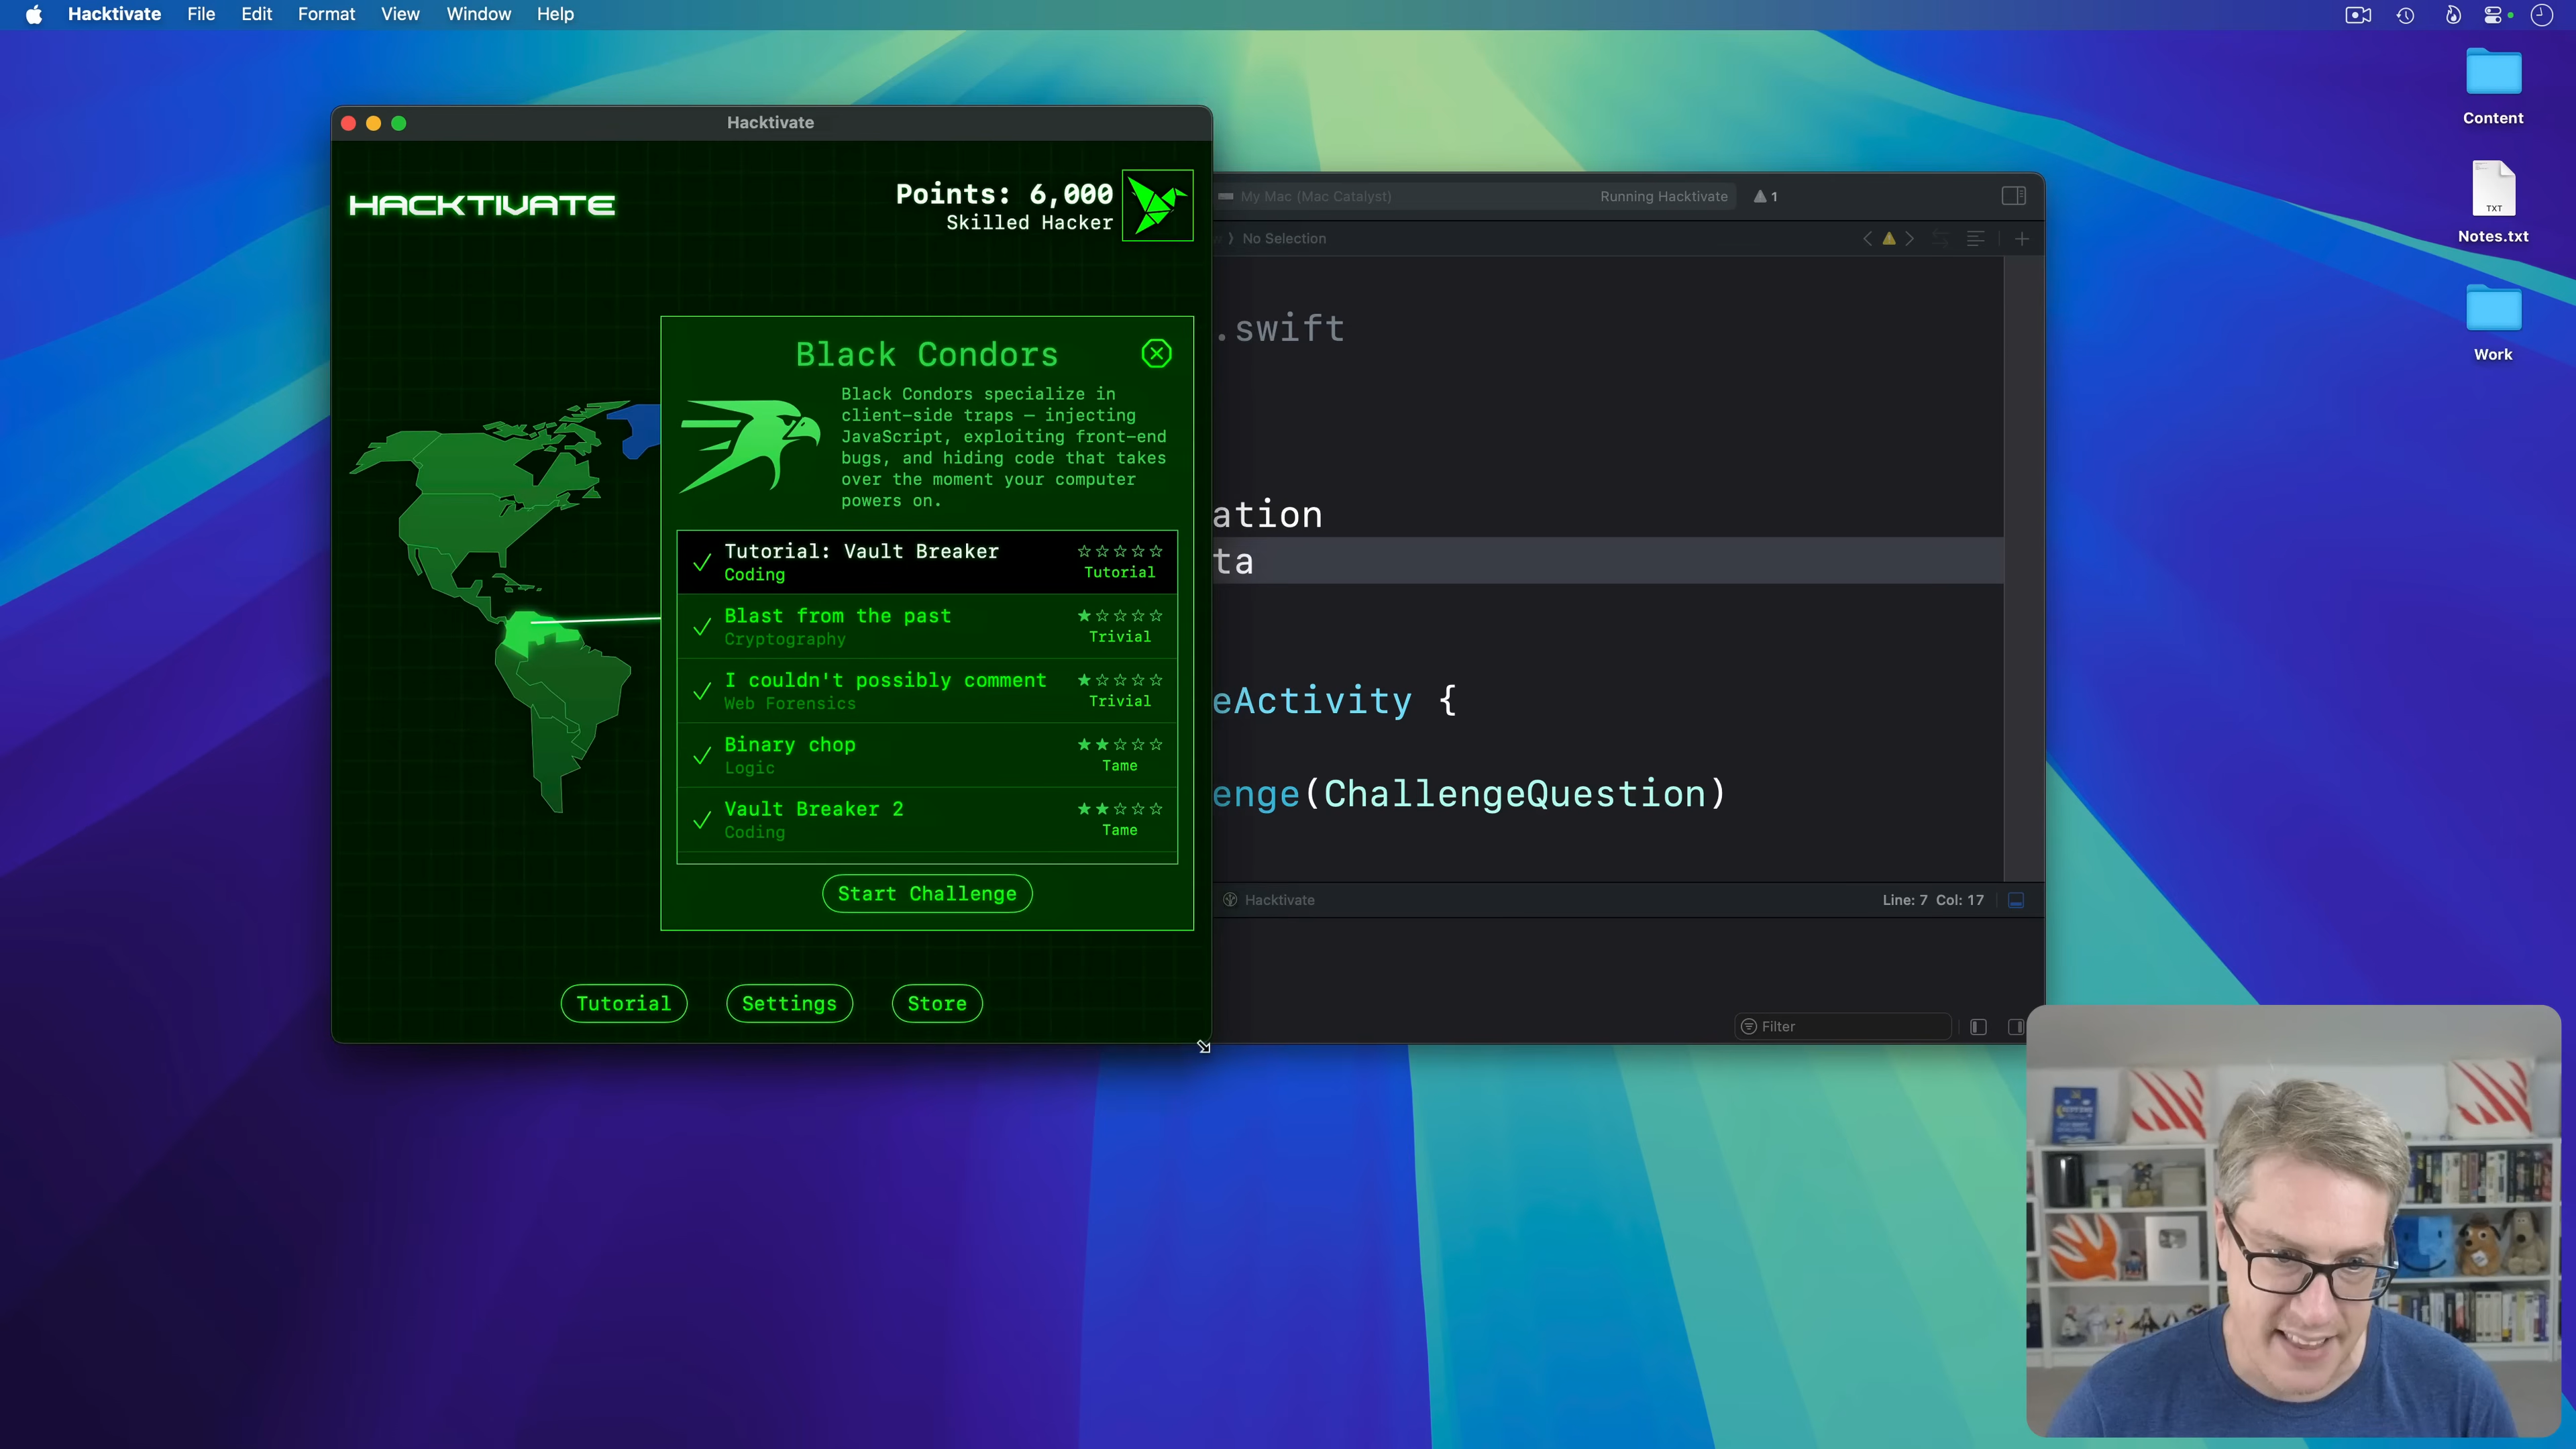 Hacktivate File Edit Format View Window Help
Content
Hacktivate
TXT
Notes.txt
HACKTIVATE
Points: 6,000
Skilled Hacker
My Mac (Mac Catalyst)
Running Hacktivate
1
No Selection
Work
Black Condors
Black Condors specialize in
client-side traps — injecting
JavaScript, exploiting front-end
bugs, and hiding code that takes
over the moment your computer
powers on.
Tutorial: Vault Breaker
Coding
Tutorial
Blast from the past
Cryptography
Trivial
I couldn't possibly comment
Web Forensics
Trivial
Binary chop
Logic
Tame
Vault Breaker 2
Coding
Tame
Start Challenge
Tutorial
Settings
Store
.swift
ation
ta
eActivity {
enge(ChallengeQuestion)
Hacktivate
Line: 7 Col: 17
Filter